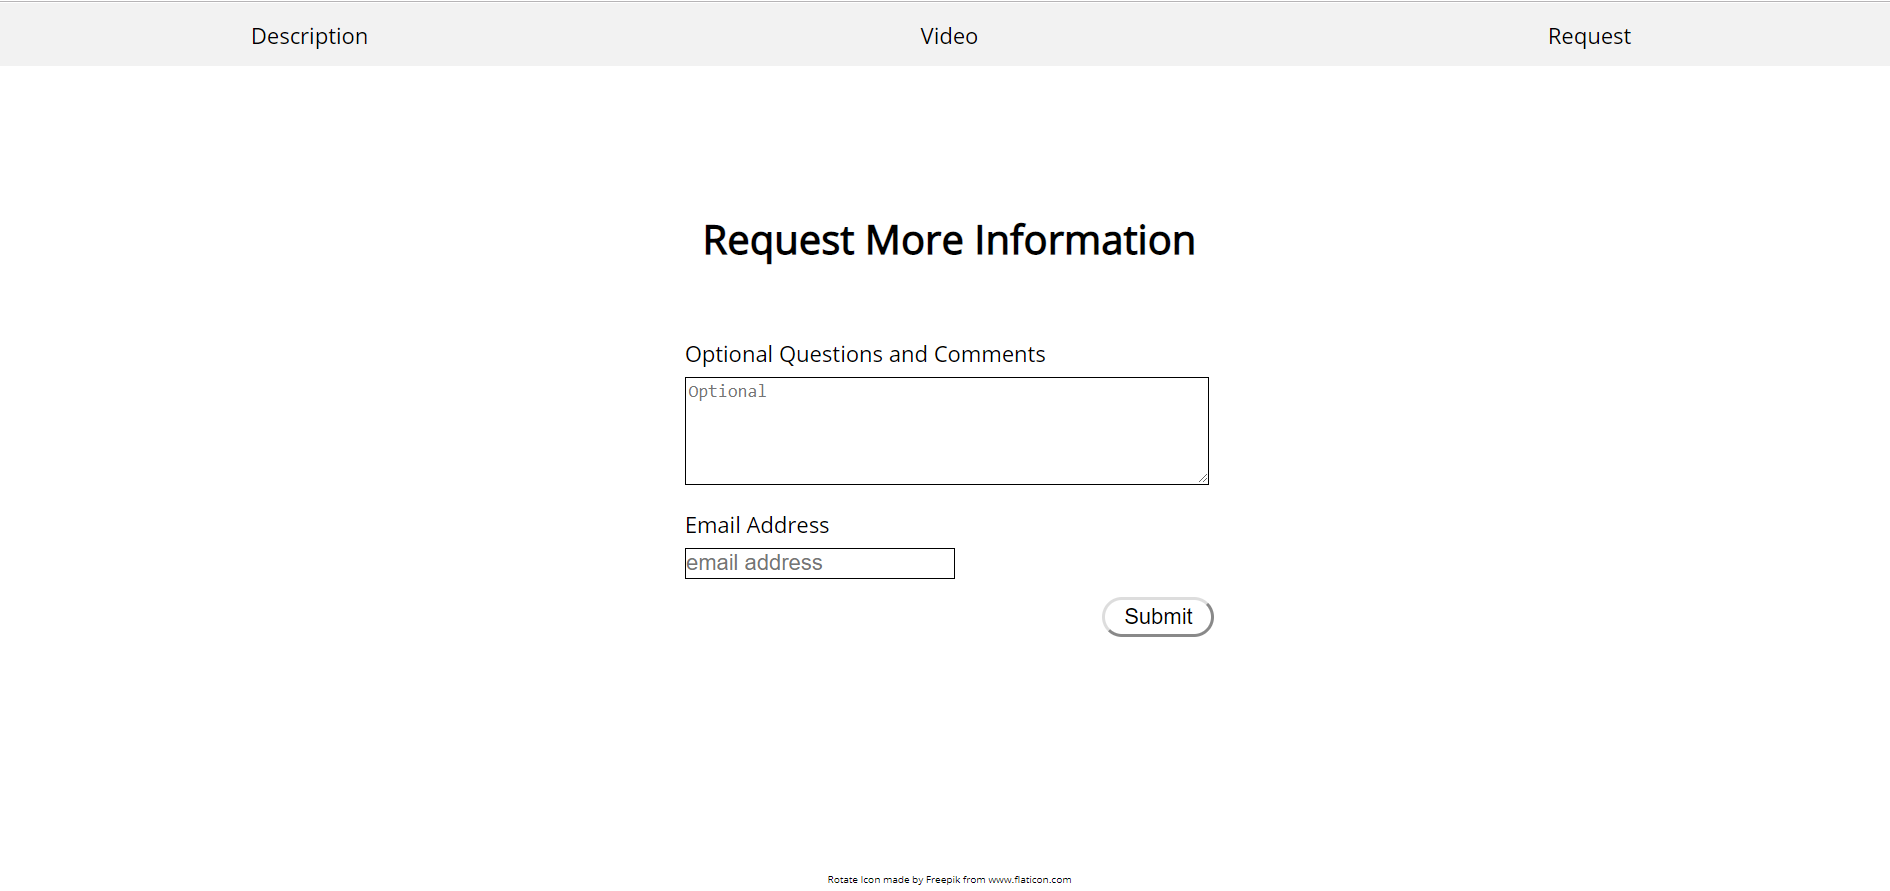 Description Video Request
Request More Information
Optional Questions and Comments
Optional
Email Address
email address
Submit
Rotate Icon made by Freepik from www.flaticon.com